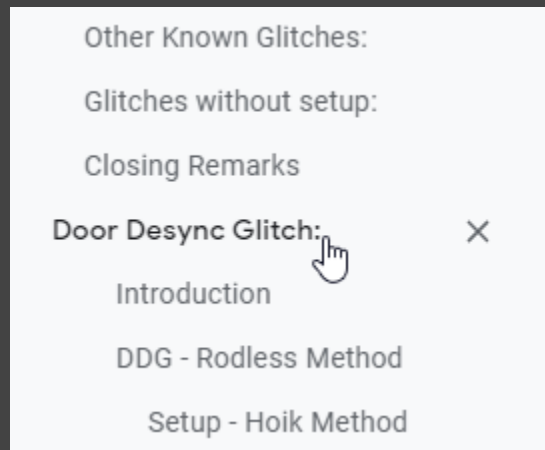 Other Known Glitches:
Glitches without setup:
Closing Remarks
Door Desync Glitch:
Introduction
DDG - Rodless Method
Setup - Hoik Method